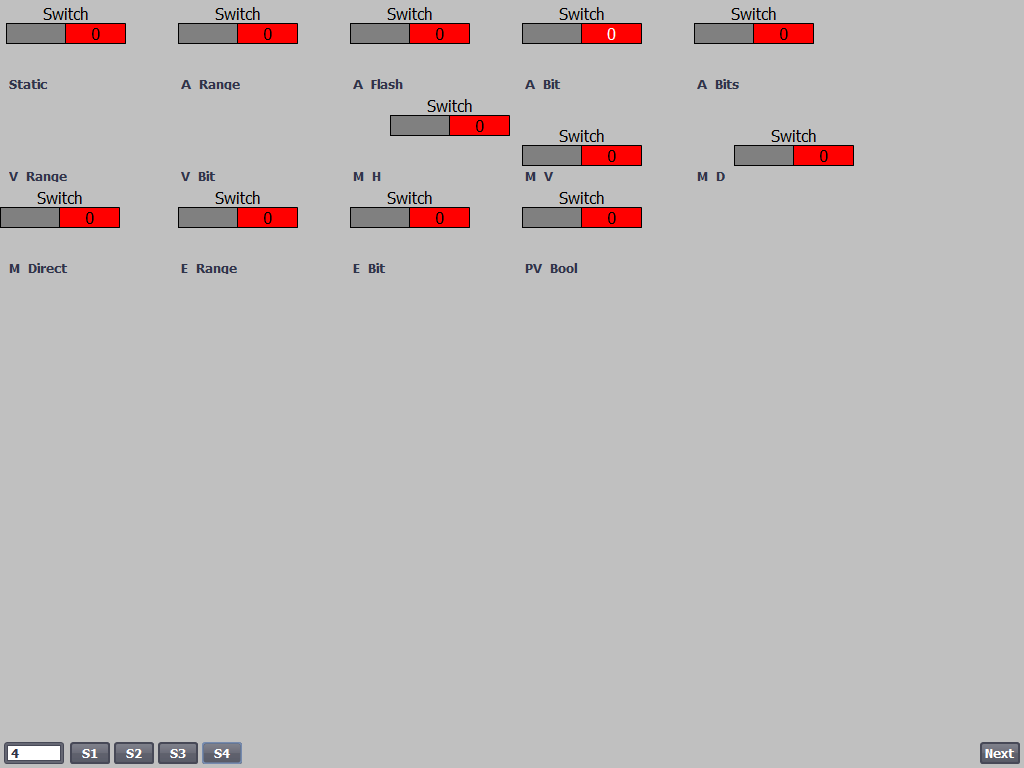 Switch Switch Switch Switch Switch
0 0 0 0 0
Static A Range A Flash A Bit A Bits
Switch
0
Switch Switch
0 0
V Range V Bit M H M V M D
Switch Switch Switch Switch
0 0 0 0
M Direct E Range E Bit PV Bool
4 S1 S2 S3 S4 Next